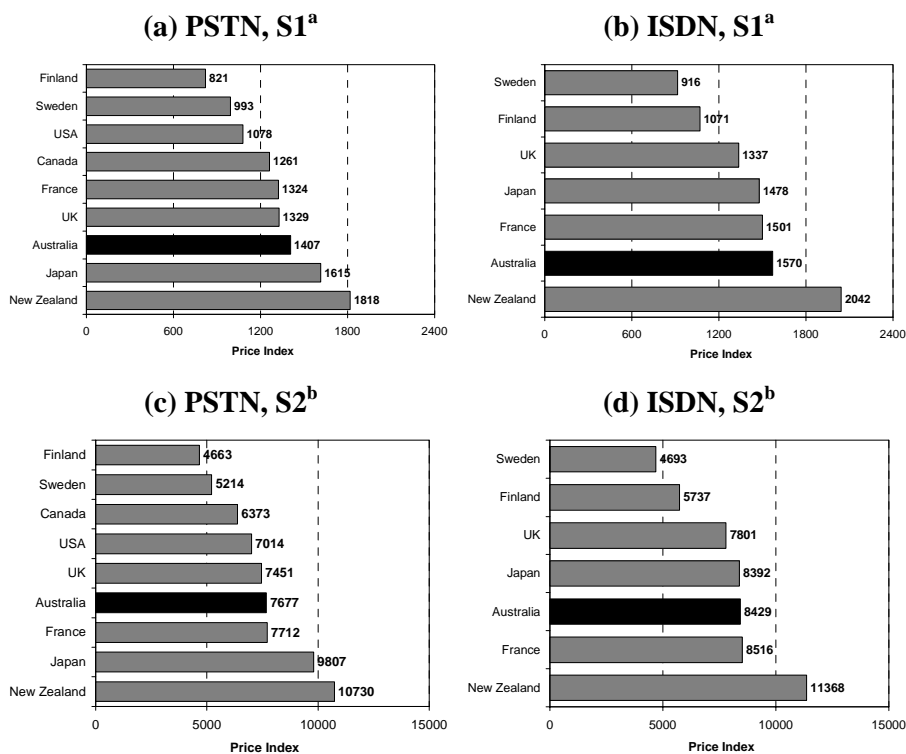 (a) PSTN, S1a
Finland 821
Sweden 993
USA 1078
Canada 1261
France 1324
UK 1329
Australia 1407
Japan 1615
New Zealand 1818
0 600 1200 1800 2400
Price Index
(b) ISDN, S1a
Sweden 916
Finland 1071
UK 1337
Japan 1478
France 1501
Australia 1570
New Zealand 2042
0 600 1200 1800 2400
Price Index
(c) PSTN, S2b
Finland 4663
Sweden 5214
Canada 6373
USA 7014
UK 7451
Australia 7677
France 7712
Japan 9807
New Zealand 10730
0 5000 10000 15000
Price Index
(d) ISDN, S2b
Sweden 4693
Finland 5737
UK 7801
Japan 8392
Australia 8429
France 8516
New Zealand 11368
0 5000 10000 15000
Price Index